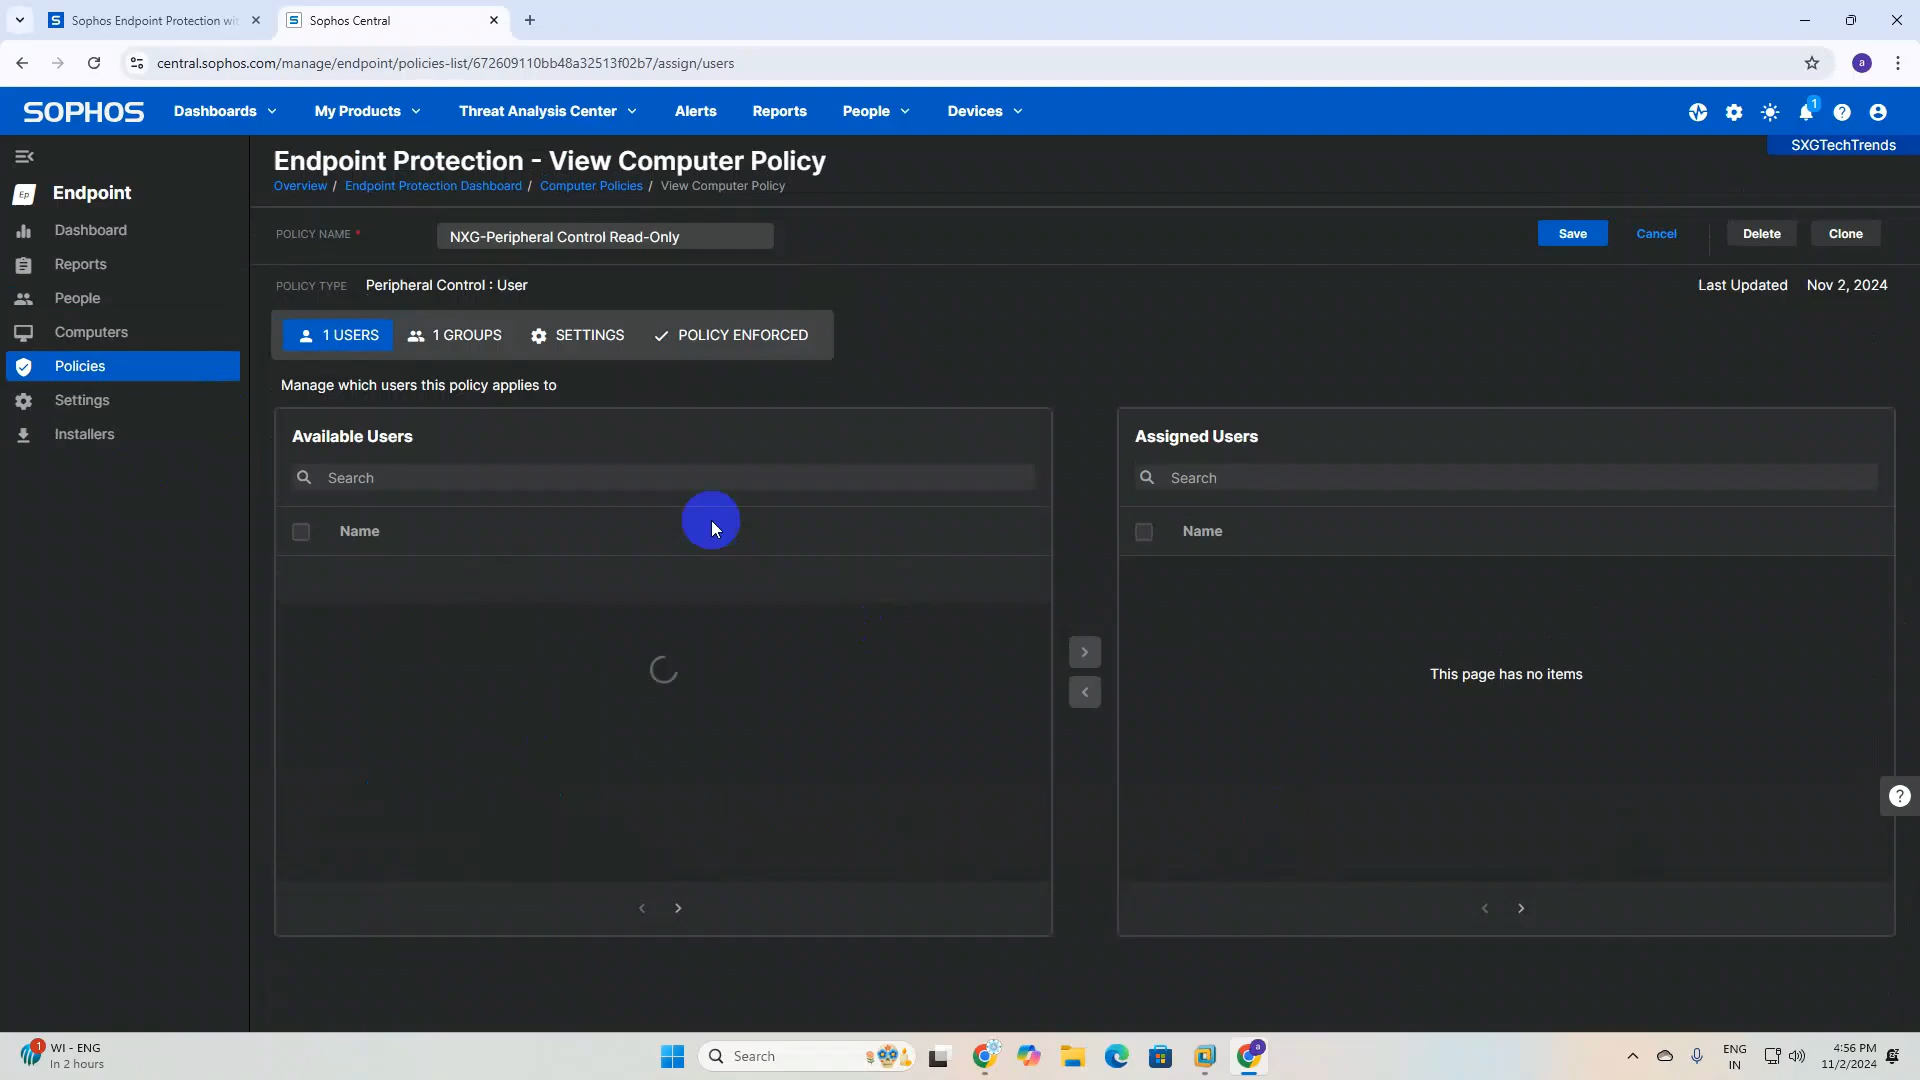 Sophos Endpoint Protection wi
Sophos Central
central.sophos.com/manage/endpoint/policies-list/672609110bb48a32513f02b7/assign/users
a
SOPHOS
Dashboards
My Products
Threat Analysis Center
Alerts
Reports
People
Devices
1
SXGTechTrends
Ep
Endpoint
Dashboard
Reports
People
Computers
Policies
Settings
Installers
Endpoint Protection - View Computer Policy
Overview / Endpoint Protection Dashboard / Computer Policies / View Computer Policy
POLICY NAME *
NXG-Peripheral Control Read-Only
Save
Cancel
Delete
Clone
POLICY TYPE Peripheral Control : User
Last Updated Nov 2, 2024
1 USERS
1 GROUPS
SETTINGS
POLICY ENFORCED
Manage which users this policy applies to
Available Users
Search
Name
Assigned Users
Search
Name
This page has no items
1
WI - ENG
In 2 hours
Search
a
ENG
IN
4:56 PM
11/2/2024